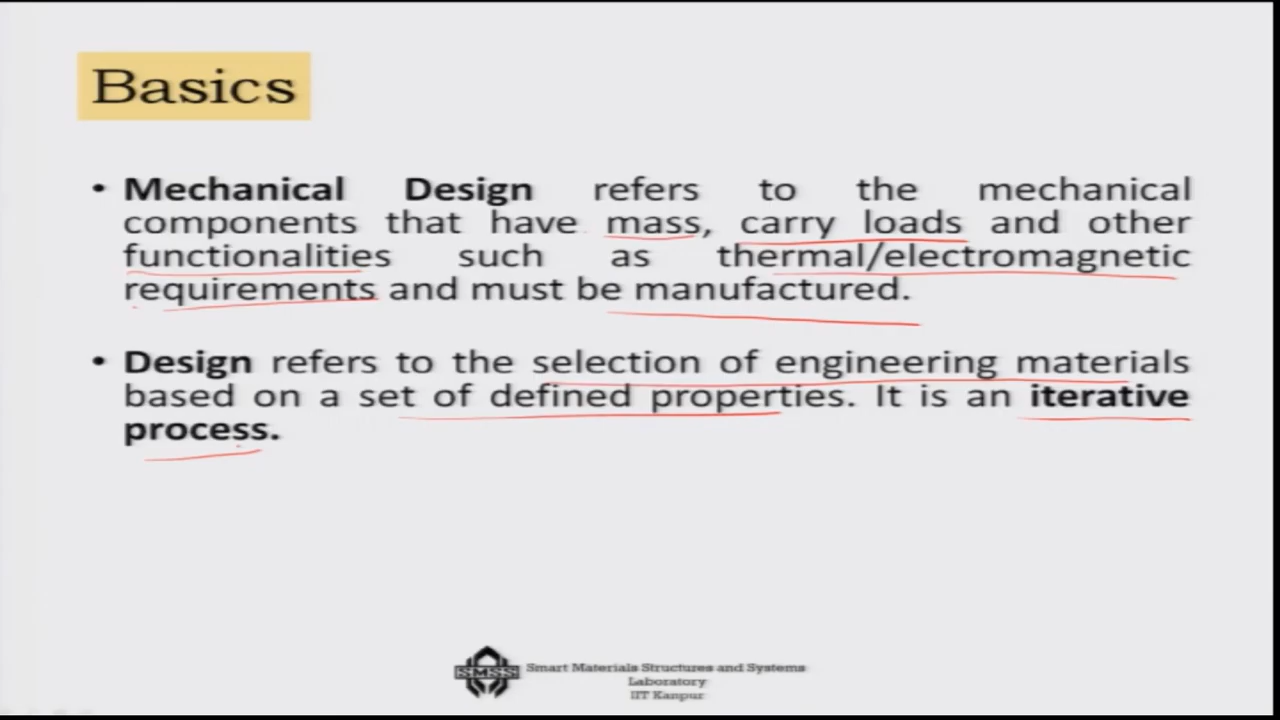 Basics
• Mechanical Design refers to the mechanical
components that have mass, carry loads and other
functionalities such as thermal/electromagnetic
requirements and must be manufactured.
• Design refers to the selection of engineering materials
based on a set of defined properties. It is an iterative
process.
SMSS
Smart Materials Structures and Systems
Laboratory
IIT Kanpur